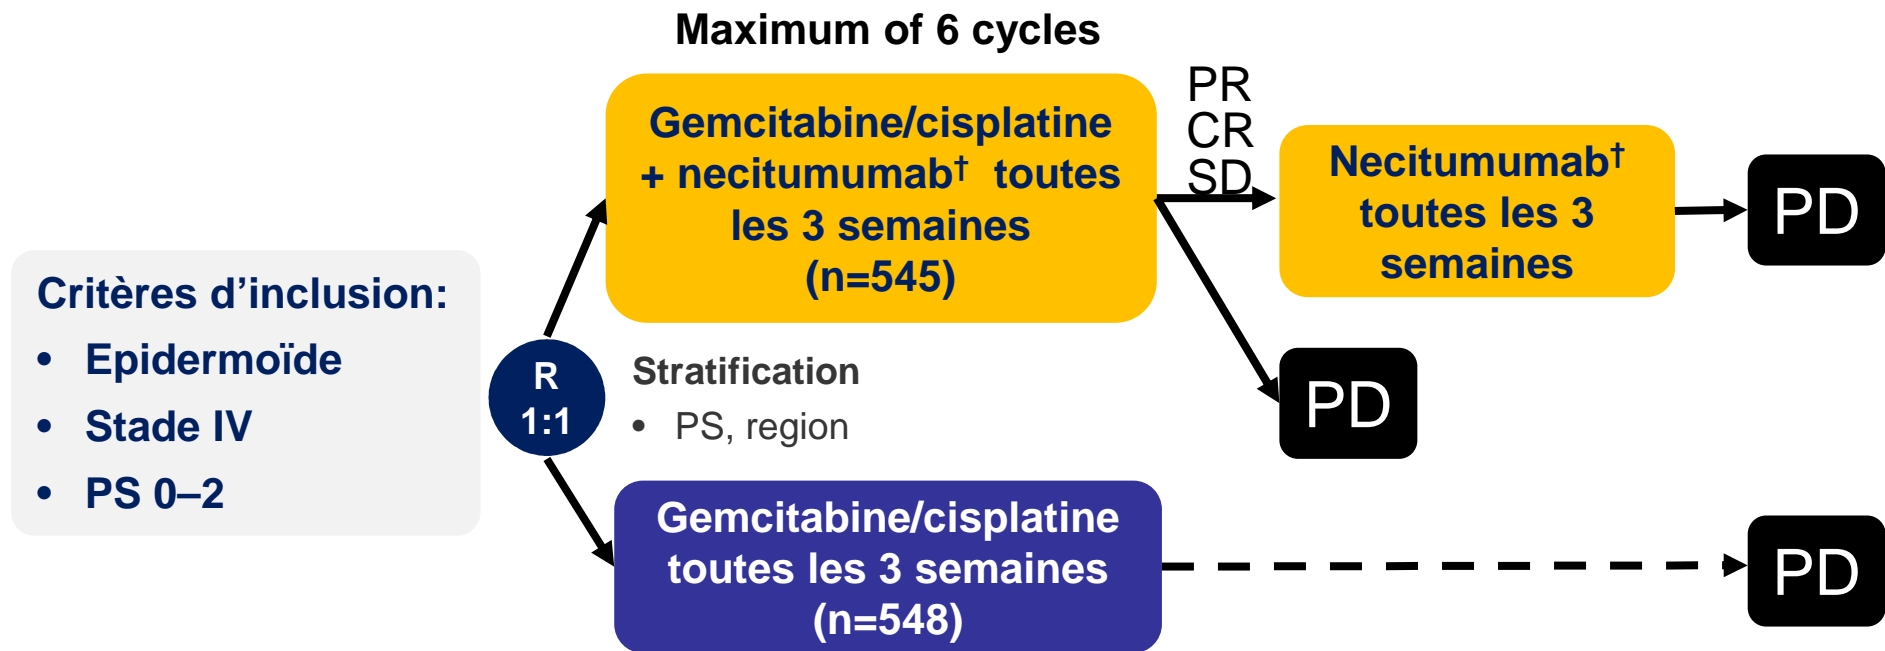 Maximum of 6 cycles
Gemcitabine/cisplatine
+ necitumumab† toutes
les 3 semaines
(n=545)
PR
CR
SD
Necitumumab†
toutes les 3
semaines
PD
Critères d’inclusion:
• Epidermoïde
• Stade IV
• PS 0–2
R
1:1
Stratification
• PS, region
PD
Gemcitabine/cisplatine
toutes les 3 semaines
(n=548)
PD